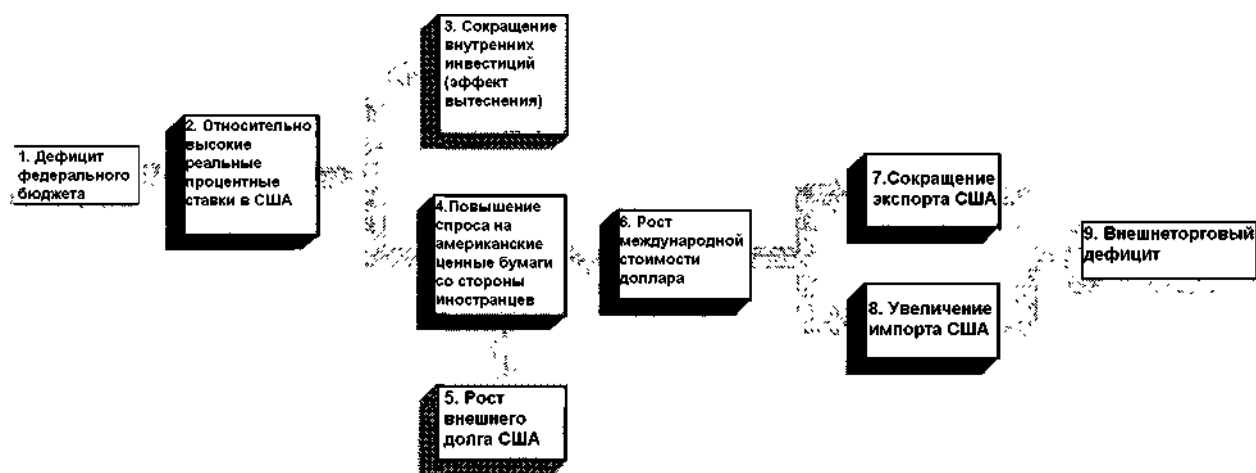 1. Дефицит
федерального
бюджета
2. Относительно
высокие
реальные
процентные
ставки в США
3. Сокращение
внутренних
инвестиций
(эффект
вытеснения)
4.Повышение
спроса на
американские
ценные бумаги
со стороны
иностранцев
5. Рост
внешнего
долга США
6. Рост
международной
стоимости
доллара
7.Сокращение
экспорта США
8. Увеличение
импорта США
9. Внешнеторговый
дефицит